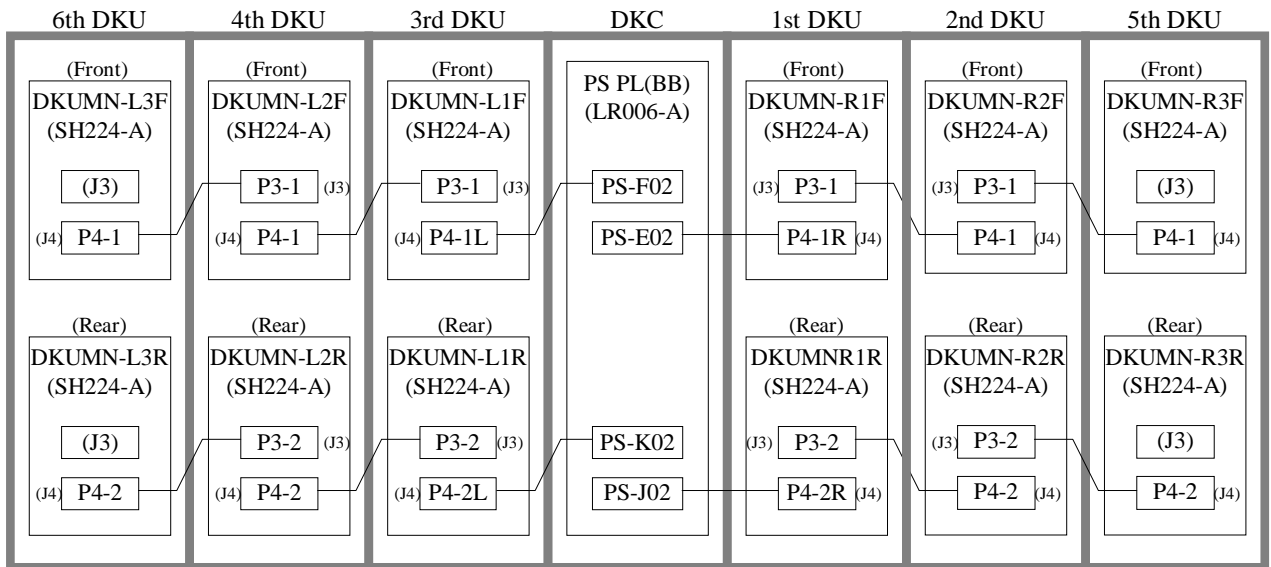 6th DKU 4th DKU 3rd DKU DKC 1st DKU 2nd DKU 5th DKU
(Front) (Front) (Front) (Front) (Front) (Front)
DKUMN-L3F DKUMN-L2F DKUMN-L1F PS PL(BB) DKUMN-R1F DKUMN-R2F DKUMN-R3F
(SH224-A) (SH224-A) (SH224-A) (LR006-A) (SH224-A) (SH224-A) (SH224-A)
(J3) P3-1 (J3) P3-1 (J3) PS-F02 (J3) P3-1 (J3) P3-1 (J3)
(J4) P4-1 (J4) P4-1 (J4) P4-1L PS-E02 P4-1R (J4) P4-1 (J4) P4-1 (J4)
(Rear) (Rear) (Rear) (Rear) (Rear) (Rear)
DKUMN-L3R DKUMN-L2R DKUMN-L1R DKUMNR1R DKUMN-R2R DKUMN-R3R
(SH224-A) (SH224-A) (SH224-A) (SH224-A) (SH224-A) (SH224-A)
(J3) P3-2 (J3) P3-2 (J3) PS-K02 (J3) P3-2 (J3) P3-2 (J3)
(J4) P4-2 (J4) P4-2 (J4) P4-2L PS-J02 P4-2R (J4) P4-2 (J4) P4-2 (J4)